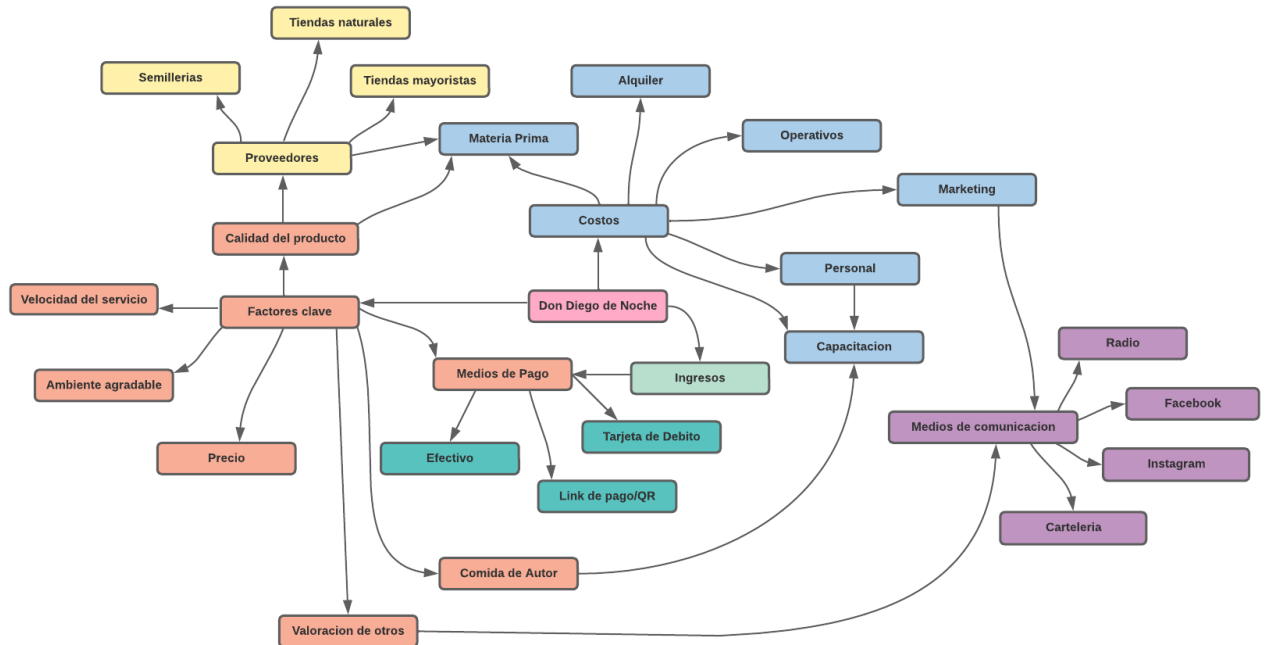 Tiendas naturales
Semillerias
Tiendas mayoristas
Alquiler
Materia Prima
Operativos
Proveedores
Marketing
Costos
Calidad del producto
Personal
Velocidad del servicio
Factores clave
Don Diego de Noche
Capacitacion
Radio
Medios de Pago
Ingresos
Ambiente agradable
Facebook
Medios de comunicacion
Tarjeta de Debito
Precio
Efectivo
Instagram
Link de pago/QR
Carteleria
Comida de Autor
Valoracion de otros